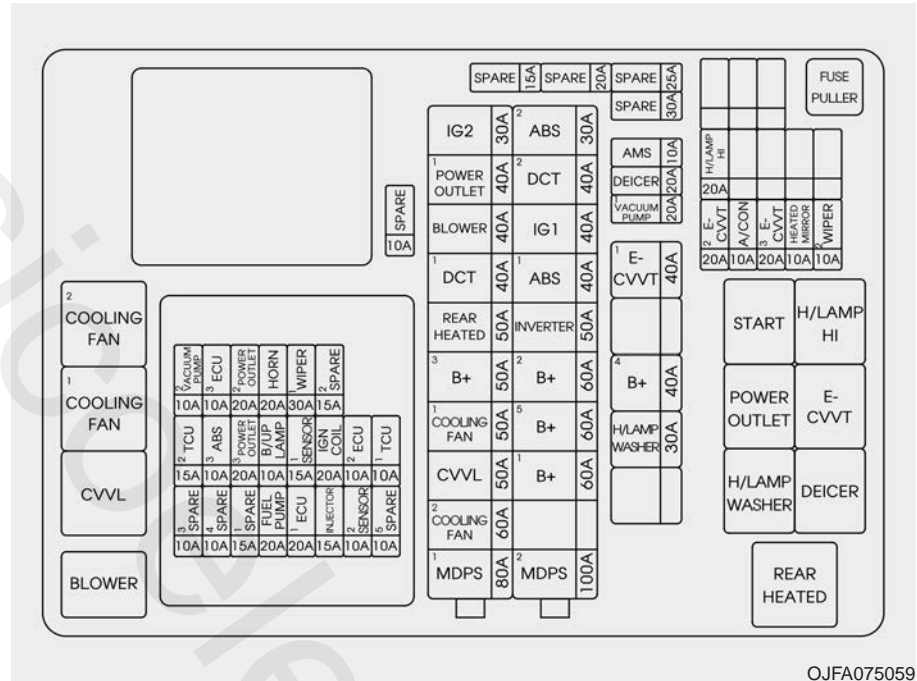 SPARE 15A SPARE 20A SPARE 25A
SPARE 30A
FUSE
PULLER
SPARE
10A
IG2 30A
2 ABS 30A
1 POWER
OUTLET 40A
2 DCT 40A
BLOWER 40A
IG1 40A
1 DCT 40A
1 ABS 40A
REAR
HEATED 50A
INVERTER 50A
3 B+ 50A
2 B+ 60A
1 COOLING
FAN 50A
5 B+ 60A
CVVL 50A
1 B+ 60A
2 COOLING
FAN 60A
1 MDPS 80A
2 MDPS 100A
AMS 10A
DEICER 20A
1 VACUUM
PUMP 20A
1 E-
CVVT 40A
4 B+ 40A
H/LAMP
WASHER 30A
H/LAMP
HI
20A
2 E-
CVVT
20A
A/CON
10A
3 E-
CVVT
20A
HEATED
MIRROR
10A
2 WIPER
10A
2
COOLING
FAN
1
COOLING
FAN
CVVL
BLOWER
2 VACUUM
PUMP
10A
3 ECU
10A
2 POWER
OUTLET
20A
HORN
20A
1 WIPER
30A
2 SPARE
15A
2 TCU
15A
3 ABS
10A
3 POWER
OUTLET
20A
B/UP
LAMP
10A
1 SENSOR
15A
IGN
COIL
20A
2 ECU
10A
1 TCU
10A
3 SPARE
10A
4 SPARE
10A
1 SPARE
15A
FUEL
PUMP
20A
1 ECU
20A
INJECTOR
15A
2 SENSOR
10A
5 SPARE
10A
START
H/LAMP
HI
POWER
OUTLET
E-
CVVT
H/LAMP
WASHER
DEICER
REAR
HEATED
OJFA075059